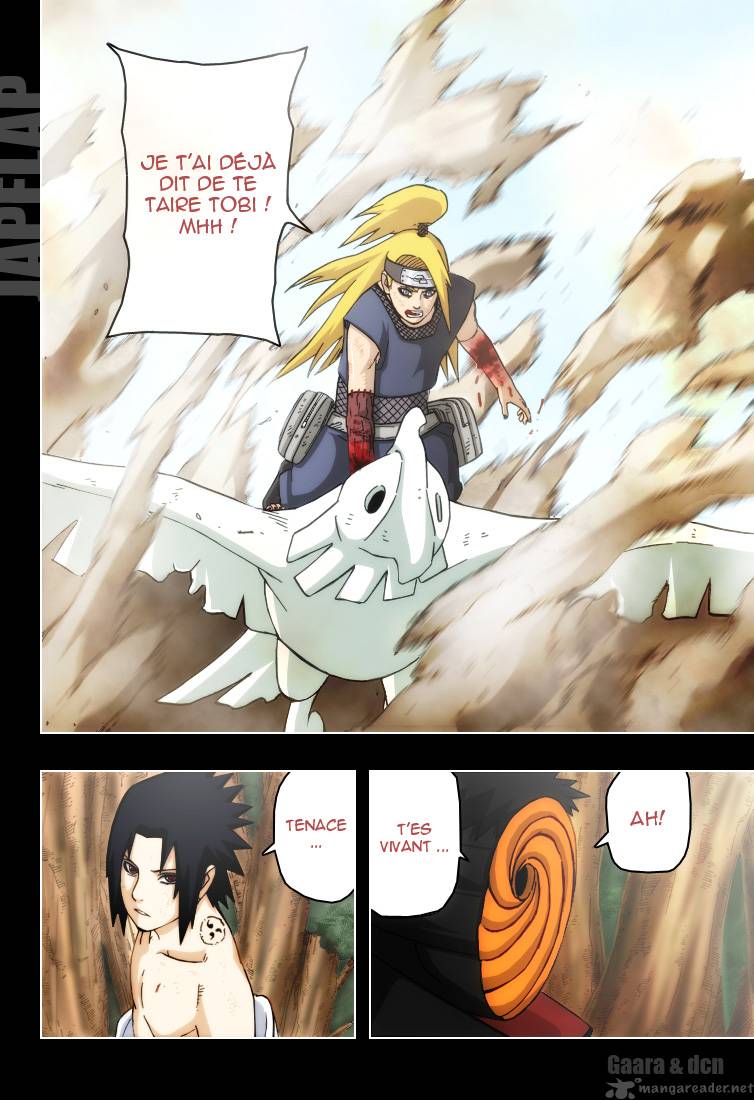 JAPFLAP
JE T'AI DÉJÀ
DIT DE TE
TAIRE TOBI !
MHH !
TENACE
...
AH!
T'ES
VIVANT ...
Gaara & dcn
mangareader.net